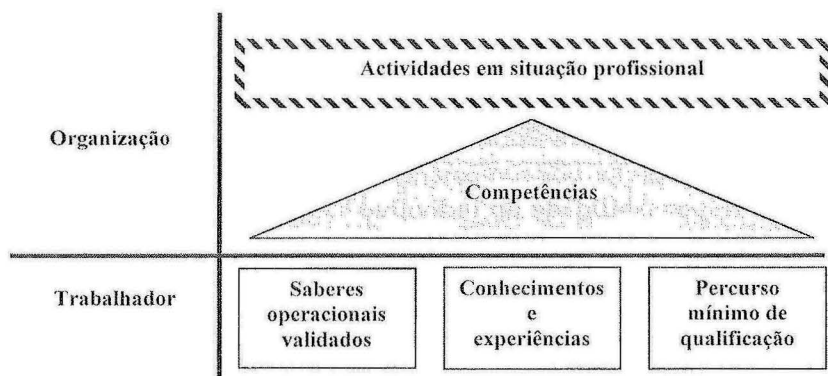 Actividades em situação profissional
Organização
Competências
Trabalhador
Saberes
operacionais
validados
Conhecimentos
e
experiências
Percurso
mínimo de
qualificação